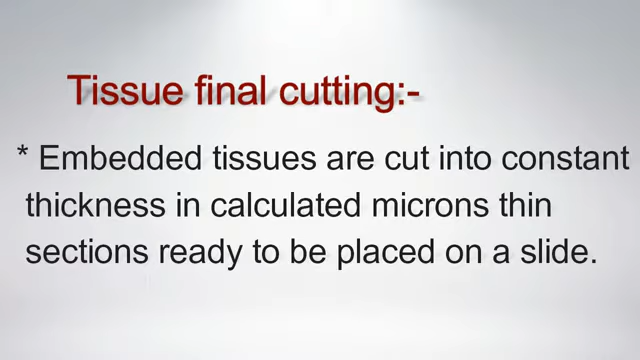 Tissue final cutting:-
* Embedded tissues are cut into constant
thickness in calculated microns thin
sections ready to be placed on a slide.